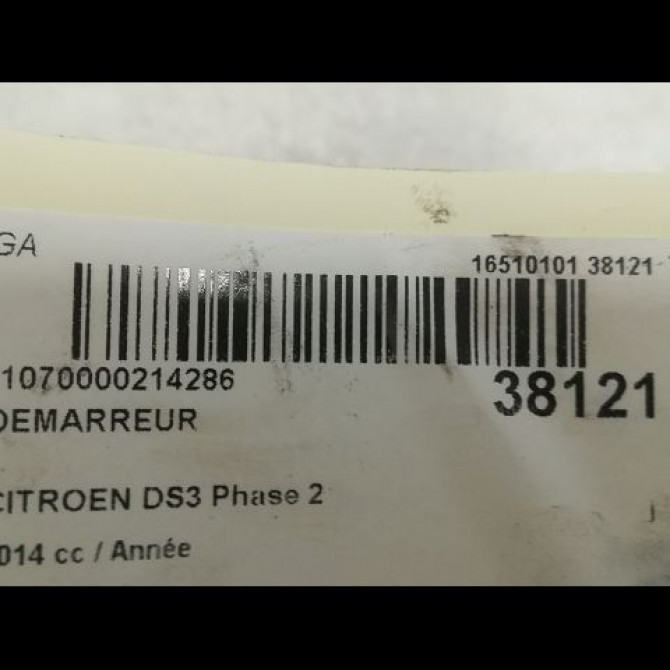 GA
16510101 38121
1070000214286
38121
DEMARREUR
CITROEN DS3 Phase 2
014 cc / Année